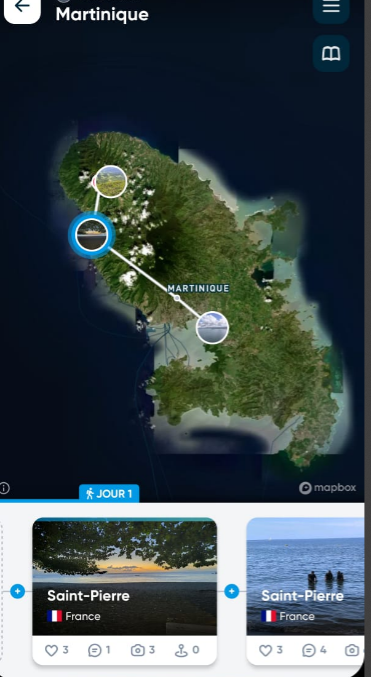 Martinique
MARTINIQUE
mapbox
JOUR 1
Saint-Pierre
France
3
1
3
0
Saint-Pierre
France
3
4